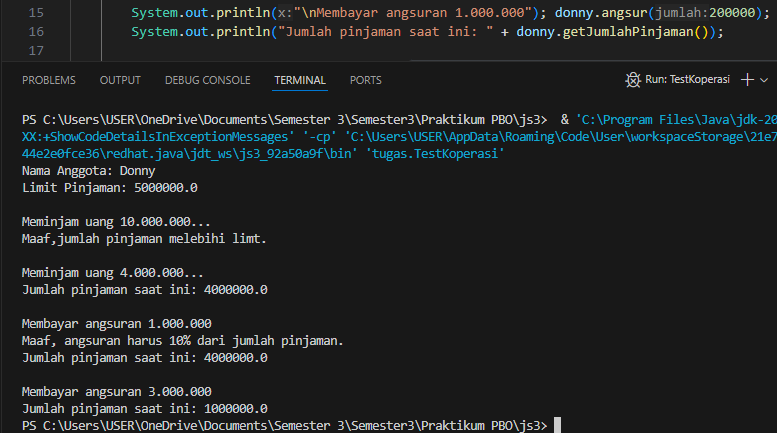 15 System.out.println(x:"\nMembayar angsuran 1.000.000"); donny.angsur(jumlah:200000);
16 System.out.println("Jumlah pinjaman saat ini: " + donny.getJumlahPinjaman());
17
PROBLEMS OUTPUT DEBUG CONSOLE TERMINAL PORTS Run: TestKoperasi
PS C:\Users\USER\OneDrive\Documents\Semester 3\Semester3\Praktikum PBO\js3> & 'C:\Program Files\Java\jdk-20
XX:+ShowCodeDetailsInExceptionMessages' '-cp' 'C:\Users\USER\AppData\Roaming\Code\User\workspaceStorage\21e7
44e2e0fce36\redhat.java\jdt_ws\js3_92a50a9f\bin' 'tugas.TestKoperasi'
Nama Anggota: Donny
Limit Pinjaman: 5000000.0
Meminjam uang 10.000.000...
Maaf,jumlah pinjaman melebihi limt.
Meminjam uang 4.000.000...
Jumlah pinjaman saat ini: 4000000.0
Membayar angsuran 1.000.000
Maaf, angsuran harus 10% dari jumlah pinjaman.
Jumlah pinjaman saat ini: 4000000.0
Membayar angsuran 3.000.000
Jumlah pinjaman saat ini: 1000000.0
PS C:\Users\USER\OneDrive\Documents\Semester 3\Semester3\Praktikum PBO\js3>